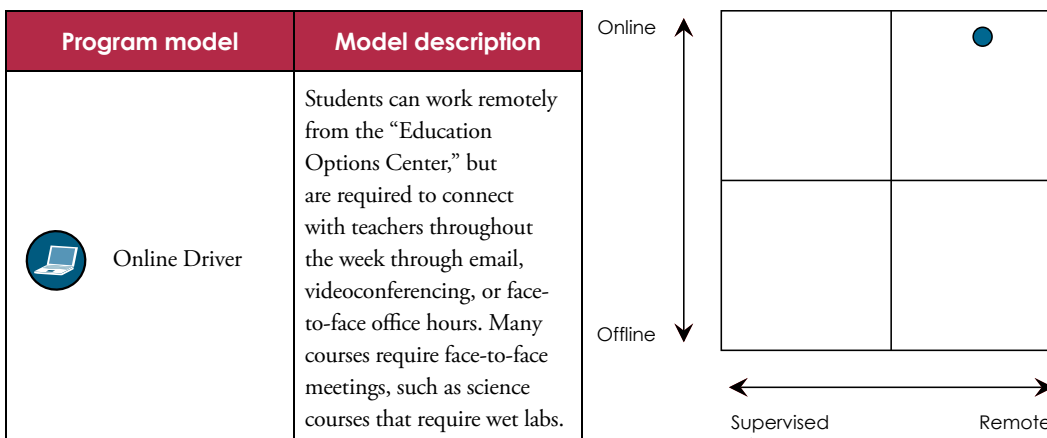 Program model
Model description
Online Driver
Students can work remotely
from the “Education
Options Center,” but
are required to connect
with teachers throughout
the week through email,
videoconferencing, or face-
to-face office hours. Many
courses require face-to-face
meetings, such as science
courses that require wet labs.
Online
Offline
Supervised
Remote